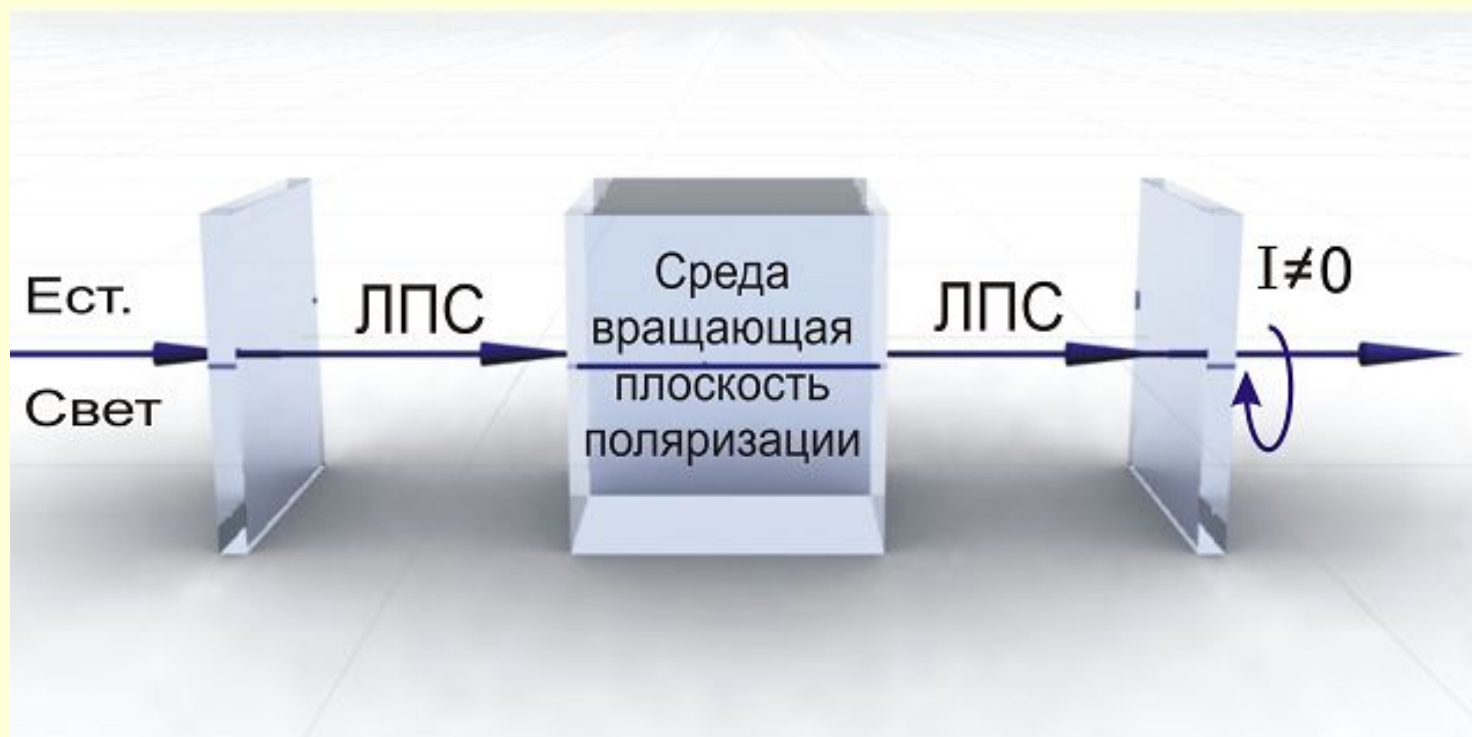 Ест.
Свет
ЛПС
Среда
вращающая
плоскость
поляризации
ЛПС
I≠0